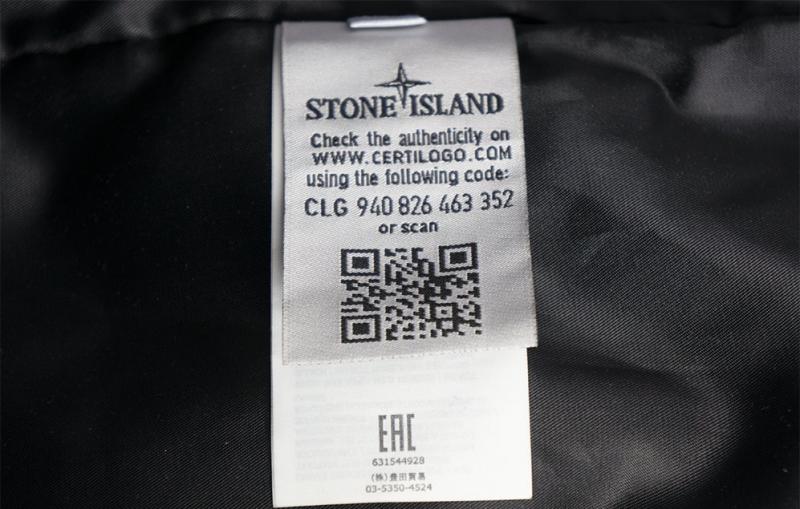 STONE ISLAND
Check the authenticity on
WWW.CERTILOGO.COM
using the following code:
CLG 940 826 463 352
or scan
EAC
631544928
(株)豊田貿易
03-5350-4524